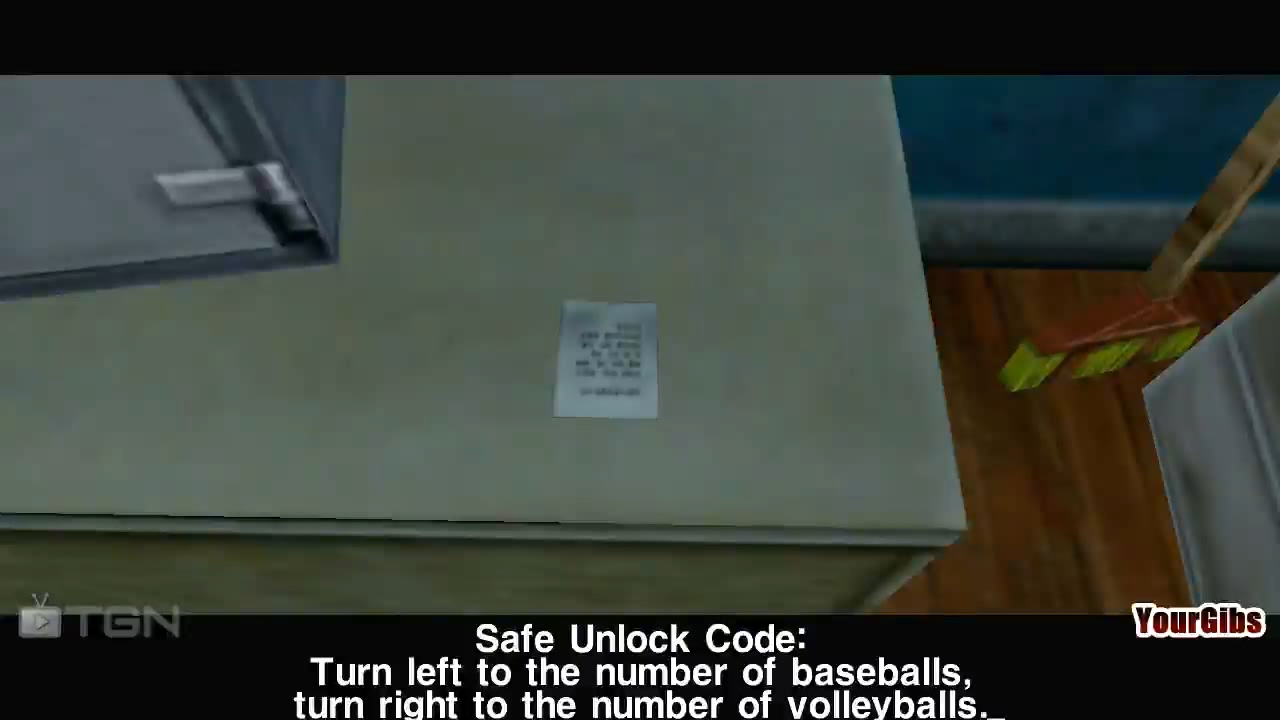 TGN
YourGibs
Safe Unlock Code:
Turn left to the number of baseballs,
turn right to the number of volleyballs._